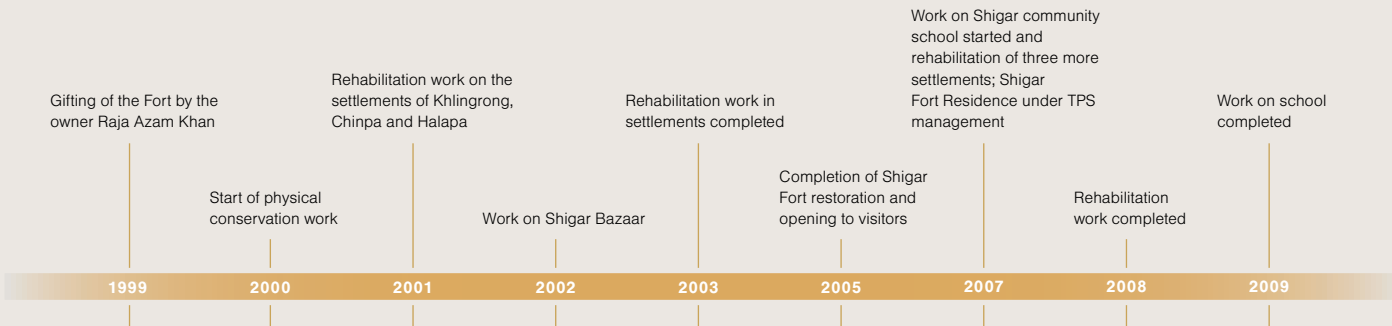 Gifting of the Fort by the
owner Raja Azam Khan
Start of physical
conservation work
Rehabilitation work on the
settlements of Khlingrong,
Chinpa and Halapa
Work on Shigar Bazaar
Rehabilitation work in
settlements completed
Completion of Shigar
Fort restoration and
opening to visitors
Work on Shigar community
school started and
rehabilitation of three more
settlements; Shigar
Fort Residence under TPS
management
Rehabilitation
work completed
Work on school
completed
1999 2000 2001 2002 2003 2005 2007 2008 2009